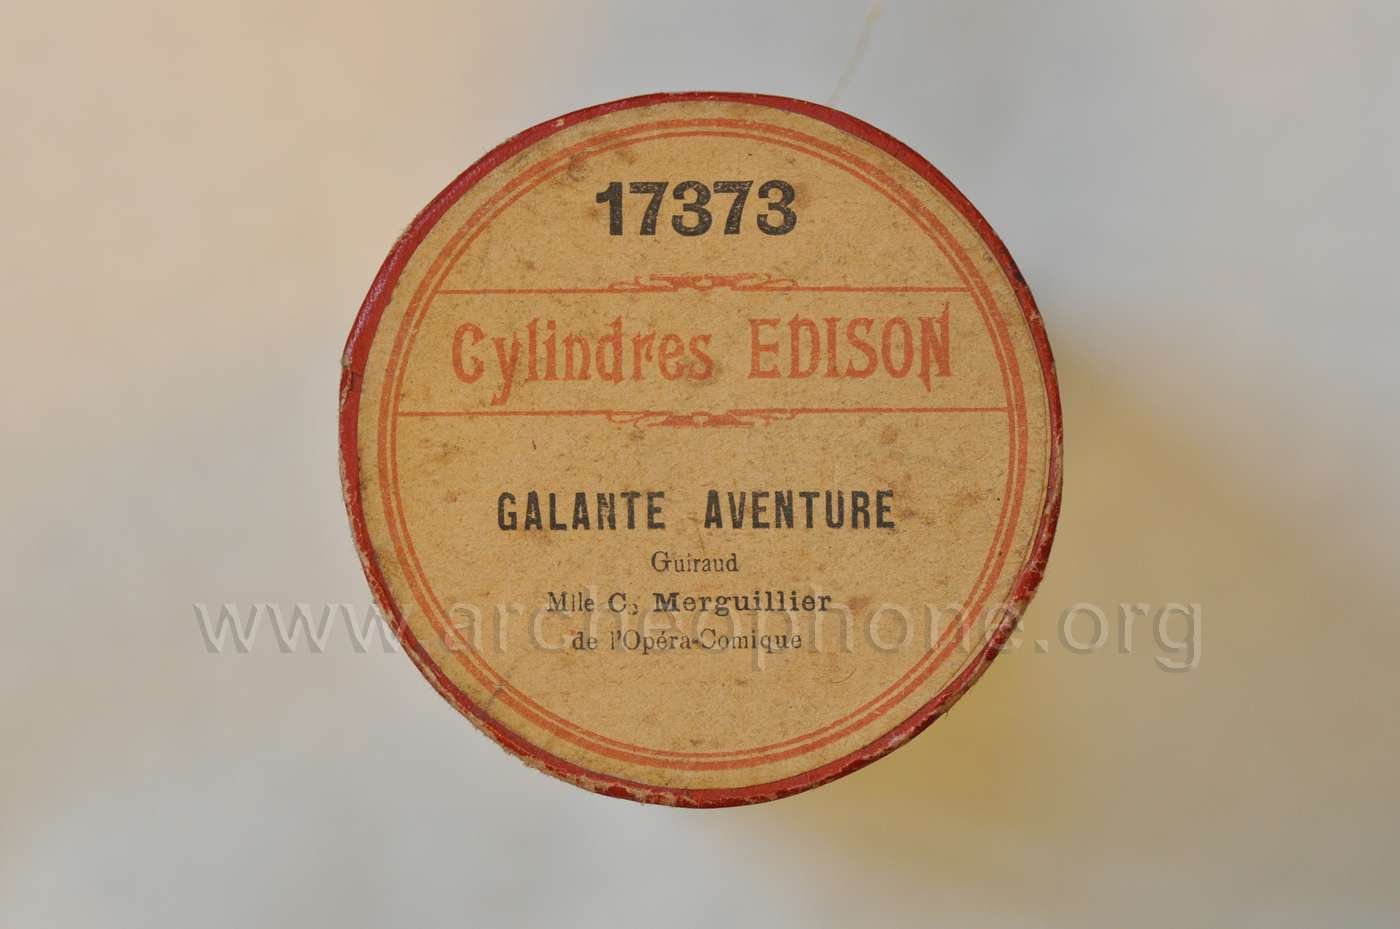 17373
Cylindres EDISON
GALANTE AVENTURE
Guiraud
Mlle C. Merguillier
www.archeophone.org
de l'Opéra-Comique